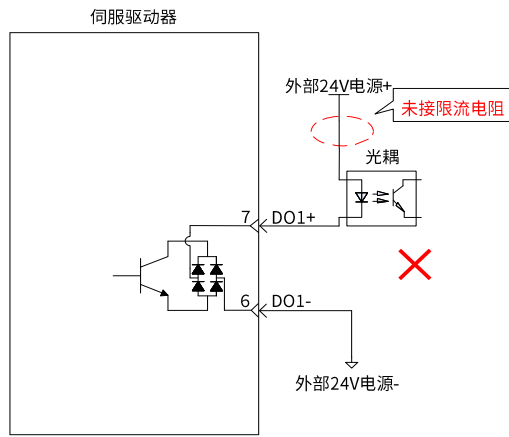 伺服驱动器
外部24V电源+
未接限流电阻
光耦
7 DO1+
6 DO1-
外部24V电源-